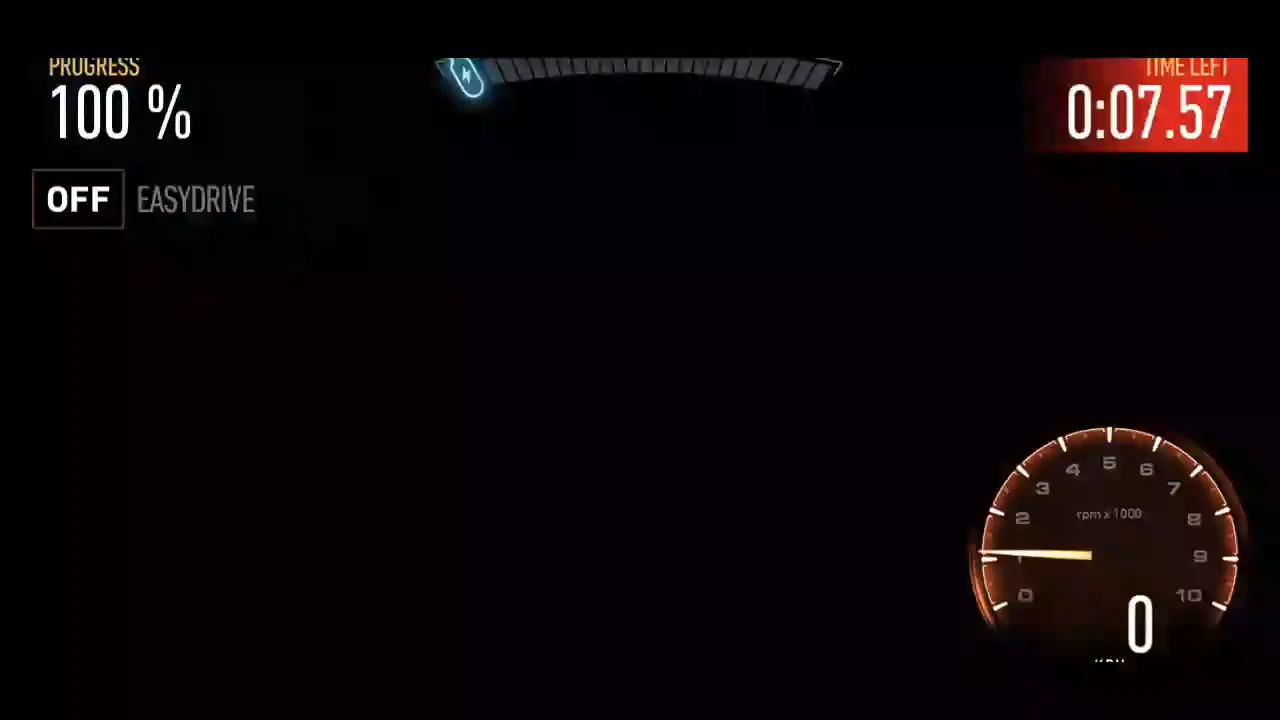 PROGRESS
100 %
TIME LEFT
0:07.57
OFF EASYDRIVE
0 1 2 3 4 5 6 7 8 9 10
rpm x 1000
0
KPH